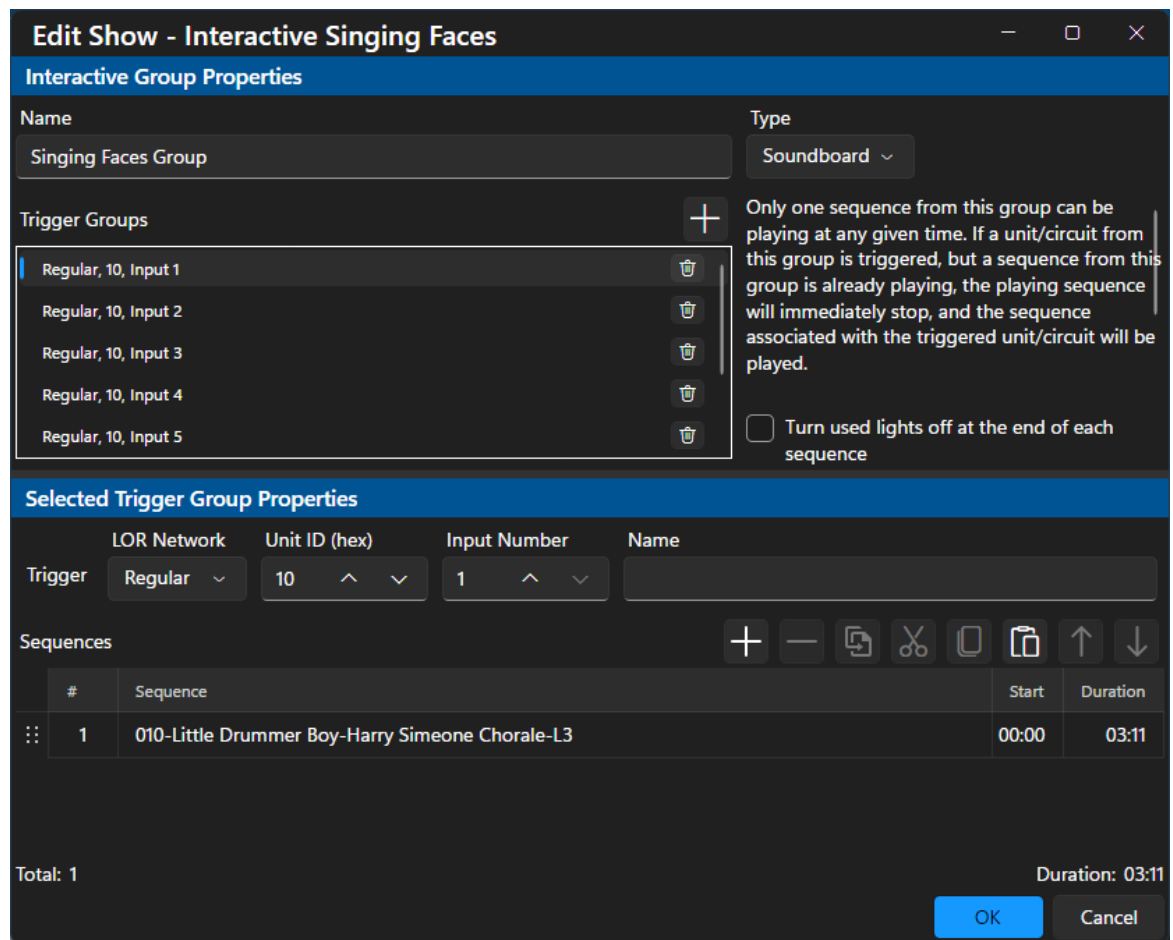 Edit Show - Interactive Singing Faces
Interactive Group Properties
Name
Type
Singing Faces Group
Soundboard
Trigger Groups
Only one sequence from this group can be
playing at any given time. If a unit/circuit from
this group is triggered, but a sequence from this
group is already playing, the playing sequence
will immediately stop, and the sequence
associated with the triggered unit/circuit will be
played.
Regular, 10, Input 1
Regular, 10, Input 2
Regular, 10, Input 3
Regular, 10, Input 4
Regular, 10, Input 5
Turn used lights off at the end of each
sequence
Selected Trigger Group Properties
LOR Network Unit ID (hex) Input Number Name
Trigger Regular 10 1
Sequences
# Sequence Start Duration
1 010-Little Drummer Boy-Harry Simeone Chorale-L3 00:00 03:11
Total: 1 Duration: 03:11
OK Cancel